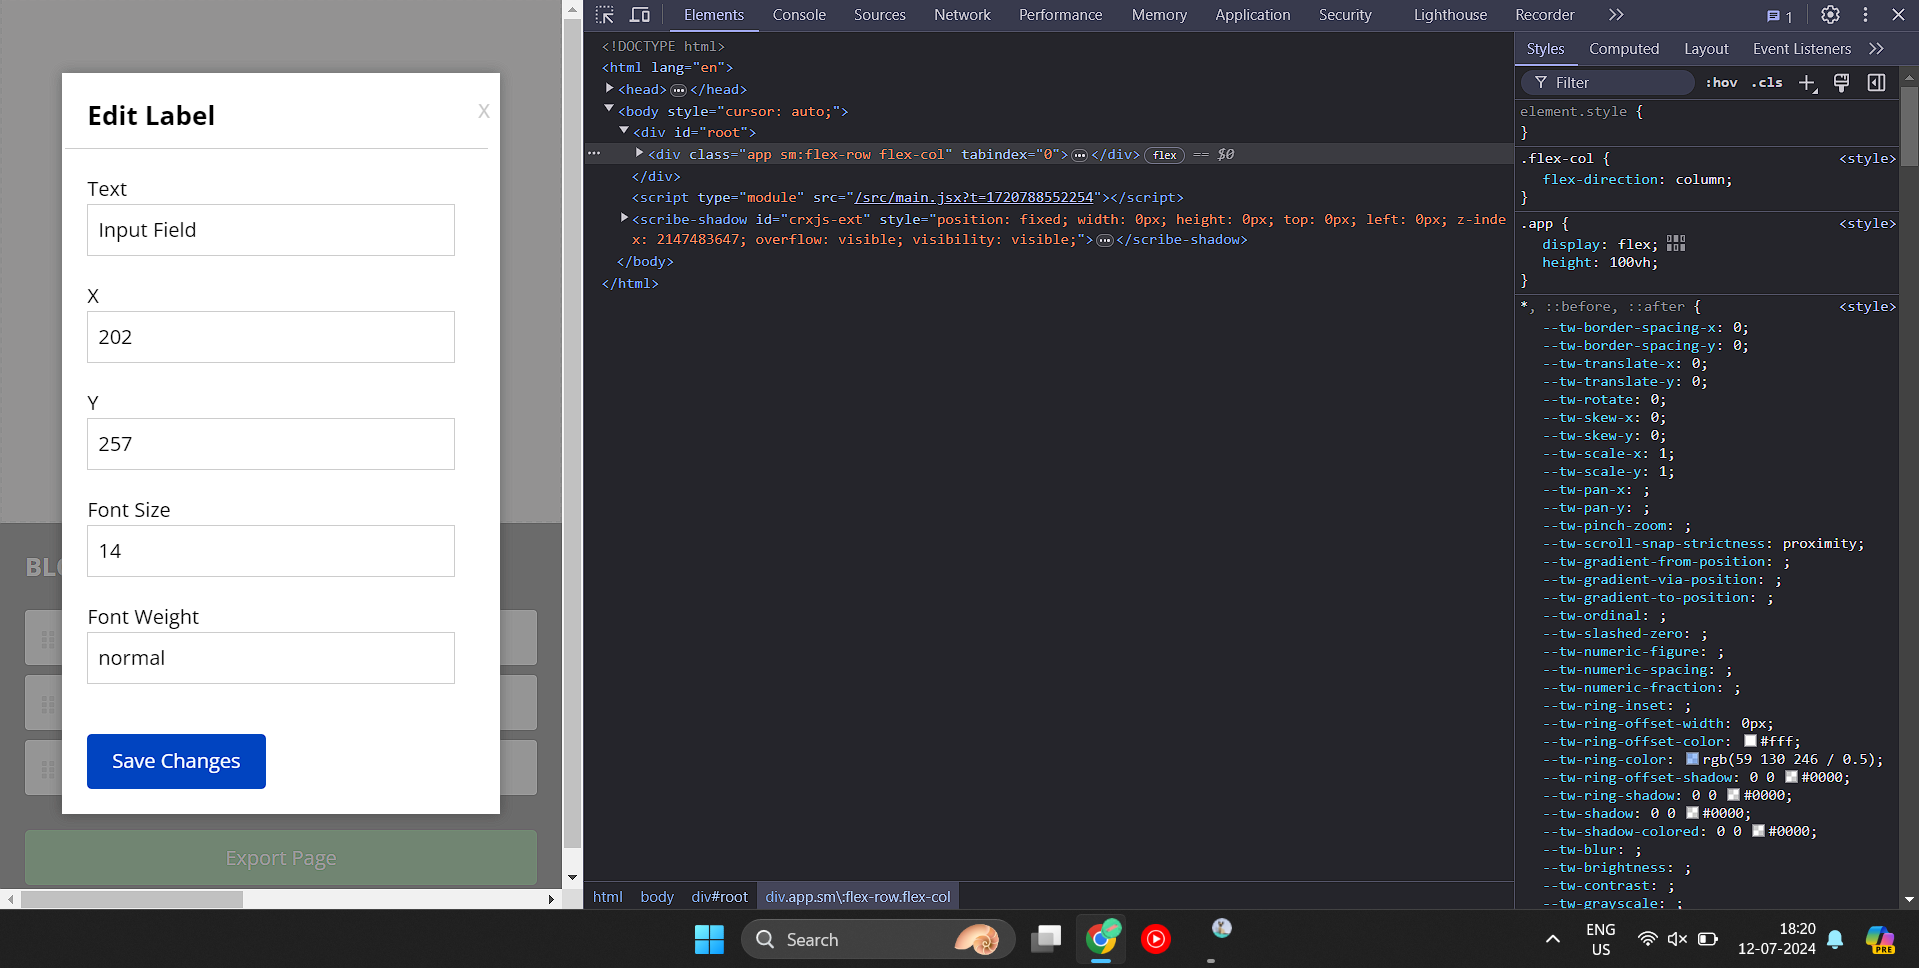 Edit Label
X
Text
Input Field
X
202
Y
257
Font Size
14
Font Weight
normal
Save Changes
Export Page
Elements Console Sources Network Performance Memory Application Security Lighthouse Recorder 1
<!DOCTYPE html>
<html lang="en">
<head> … </head>
<body style="cursor: auto;">
<div id="root">
… <div class="app sm:flex-row flex-col" tabindex="0"> … </div> flex == $0
</div>
<script type="module" src="/src/main.jsx?t=1720788552254"></script>
<scribe-shadow id="crxjs-ext" style="position: fixed; width: 0px; height: 0px; top: 0px; left: 0px; z-inde
x: 2147483647; overflow: visible; visibility: visible;"> … </scribe-shadow>
</body>
</html>
html body div#root div.app.sm\:flex-row.flex-col
Styles Computed Layout Event Listeners
Filter :hov .cls
element.style {
}
.flex-col { <style>
flex-direction: column;
}
.app { <style>
display: flex;
height: 100vh;
}
*, ::before, ::after { <style>
--tw-border-spacing-x: 0;
--tw-border-spacing-y: 0;
--tw-translate-x: 0;
--tw-translate-y: 0;
--tw-rotate: 0;
--tw-skew-x: 0;
--tw-skew-y: 0;
--tw-scale-x: 1;
--tw-scale-y: 1;
--tw-pan-x: ;
--tw-pan-y: ;
--tw-pinch-zoom: ;
--tw-scroll-snap-strictness: proximity;
--tw-gradient-from-position: ;
--tw-gradient-via-position: ;
--tw-gradient-to-position: ;
--tw-ordinal: ;
--tw-slashed-zero: ;
--tw-numeric-figure: ;
--tw-numeric-spacing: ;
--tw-numeric-fraction: ;
--tw-ring-inset: ;
--tw-ring-offset-width: 0px;
--tw-ring-offset-color: #fff;
--tw-ring-color: rgb(59 130 246 / 0.5);
--tw-ring-offset-shadow: 0 0 #0000;
--tw-ring-shadow: 0 0 #0000;
--tw-shadow: 0 0 #0000;
--tw-shadow-colored: 0 0 #0000;
--tw-blur: ;
--tw-brightness: ;
--tw-contrast: ;
--tw-grayscale: ;
Search
ENG
US
18:20
12-07-2024
PRE